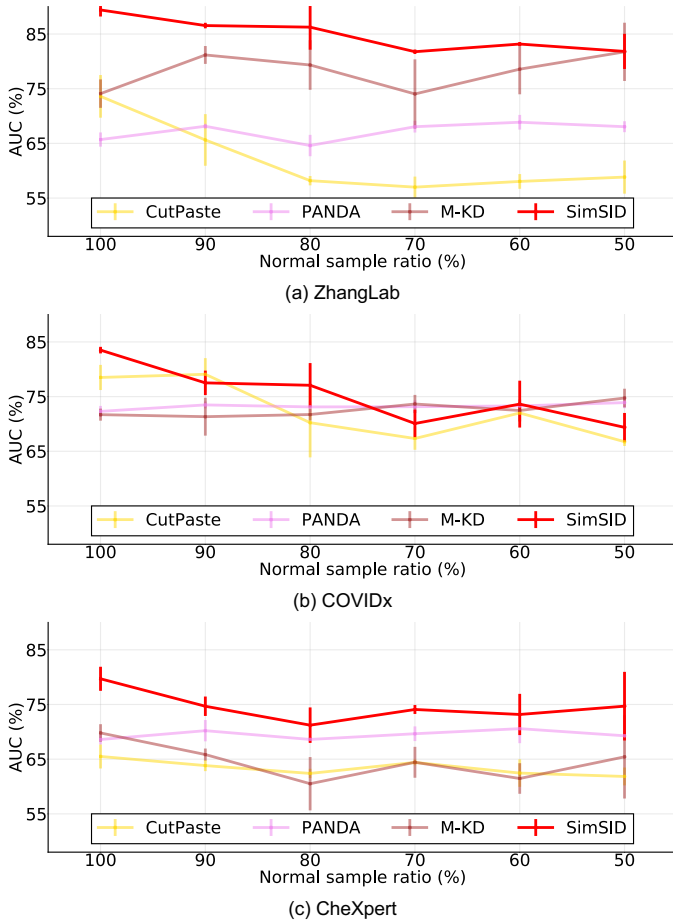 AUC (%)
85
75
65
55
CutPaste PANDA M-KD SimSID
100 90 80 70 60 50
Normal sample ratio (%)
(a) ZhangLab
AUC (%)
85
75
65
55
CutPaste PANDA M-KD SimSID
100 90 80 70 60 50
Normal sample ratio (%)
(b) COVIDx
AUC (%)
85
75
65
55
CutPaste PANDA M-KD SimSID
100 90 80 70 60 50
Normal sample ratio (%)
(c) CheXpert